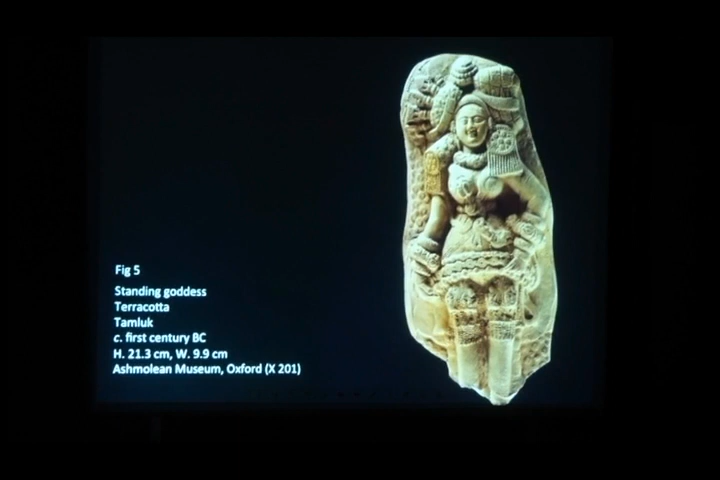 Fig 5
Standing goddess
Terracotta
Tamluk
c. first century BC
H. 21.3 cm, W. 9.9 cm
Ashmolean Museum, Oxford (X 201)